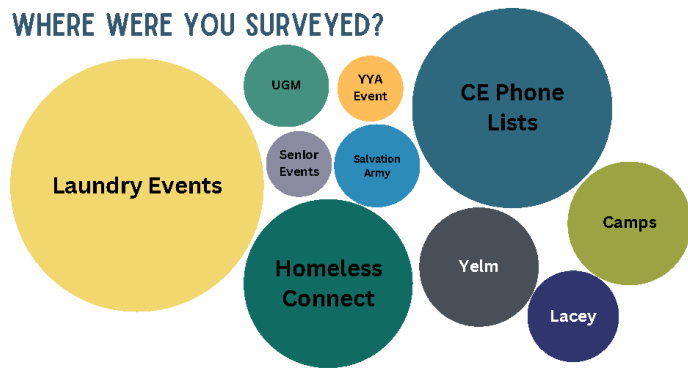 WHERE WERE YOU SURVEYED?
UGM
YYA
Event
CE Phone
Lists
Laundry Events
Senior
Events
Salvation
Army
Camps
Homeless
Connect
Yelm
Lacey